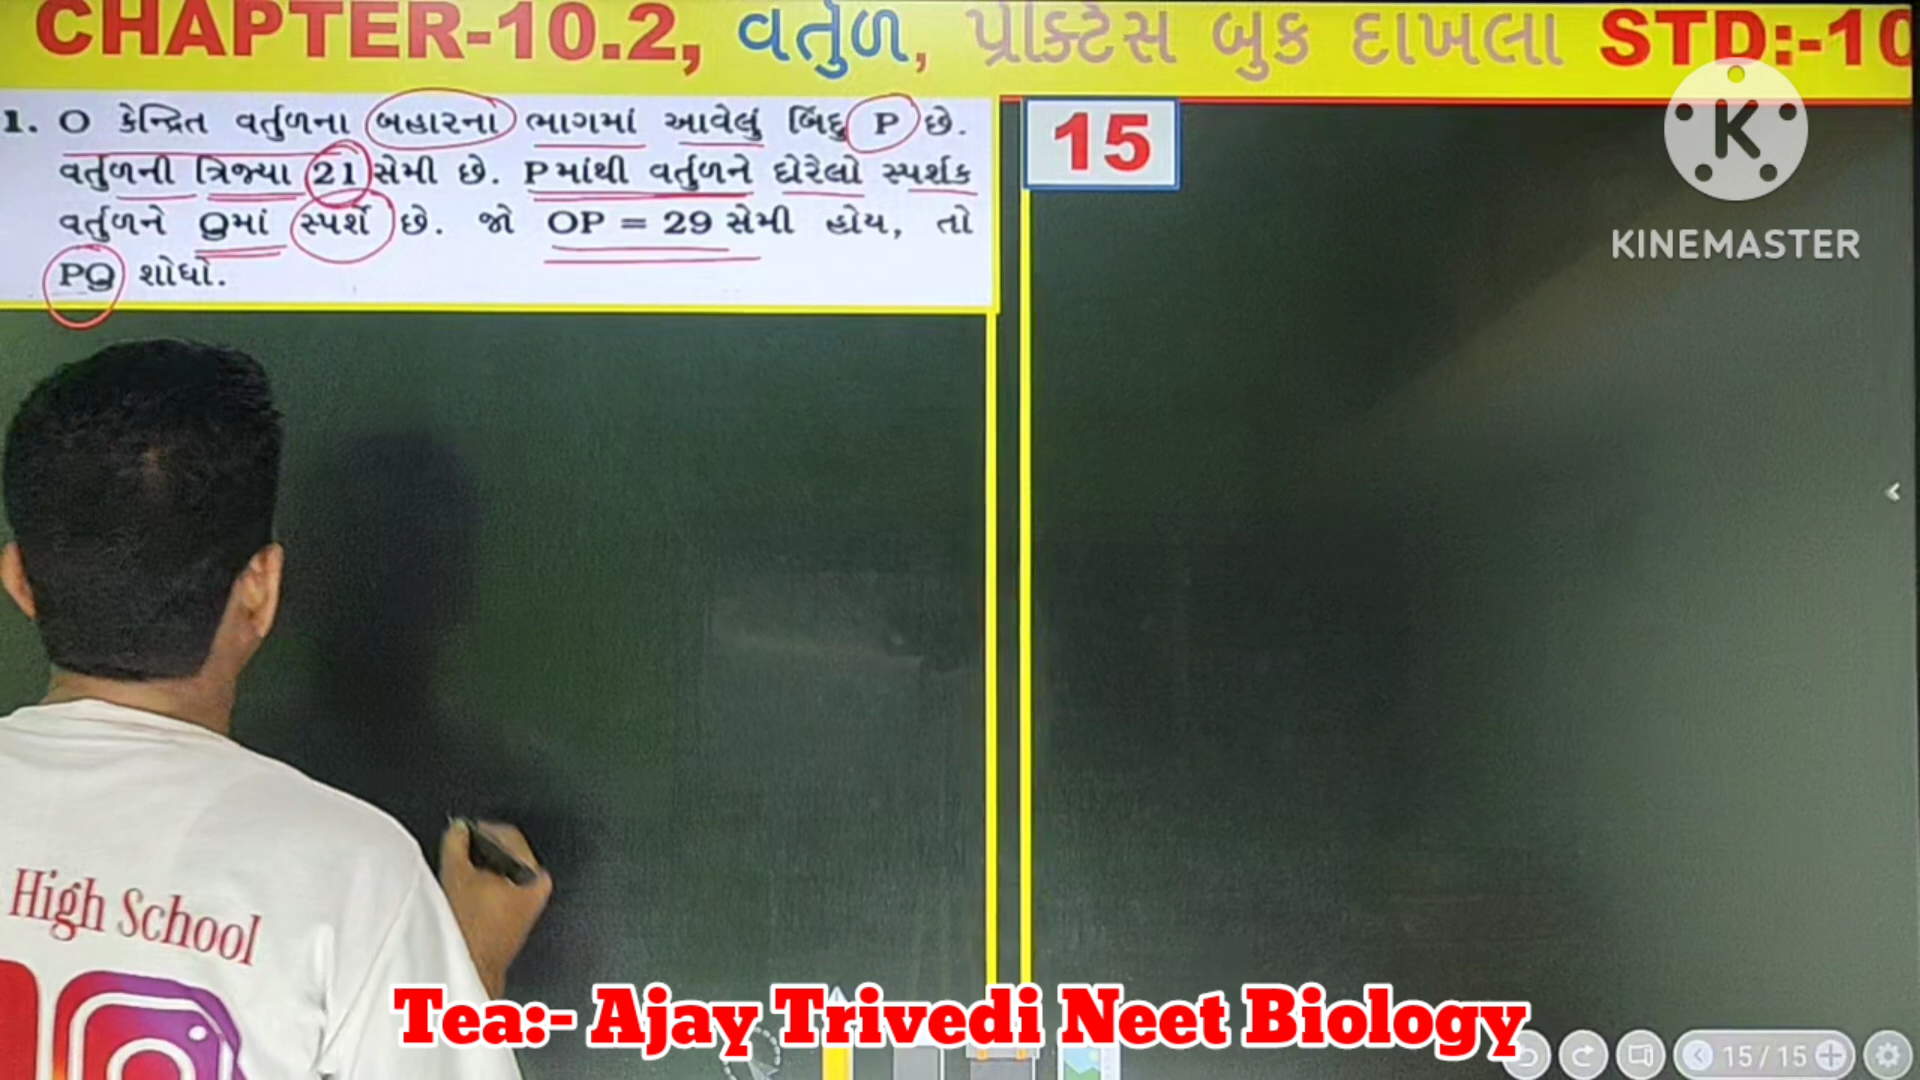 CHAPTER-10.2, વર્તુળ, પ્રેક્ટિસ બુક દાખલા STD:-10
1. O કેન્દ્રિત વર્તુળના બહારના ભાગમાં આવેલું બિંદુ P છે.
વર્તુળની ત્રિજ્યા 21 સેમી છે. Pમાંથી વર્તુળને દોરેલો સ્પર્શક
વર્તુળને Qમાં સ્પર્શે છે. જો OP = 29 સેમી હોય, તો
PQ શોધો.
15
K
KINEMASTER
High School
Tea:- Ajay Trivedi Neet Biology
15/15